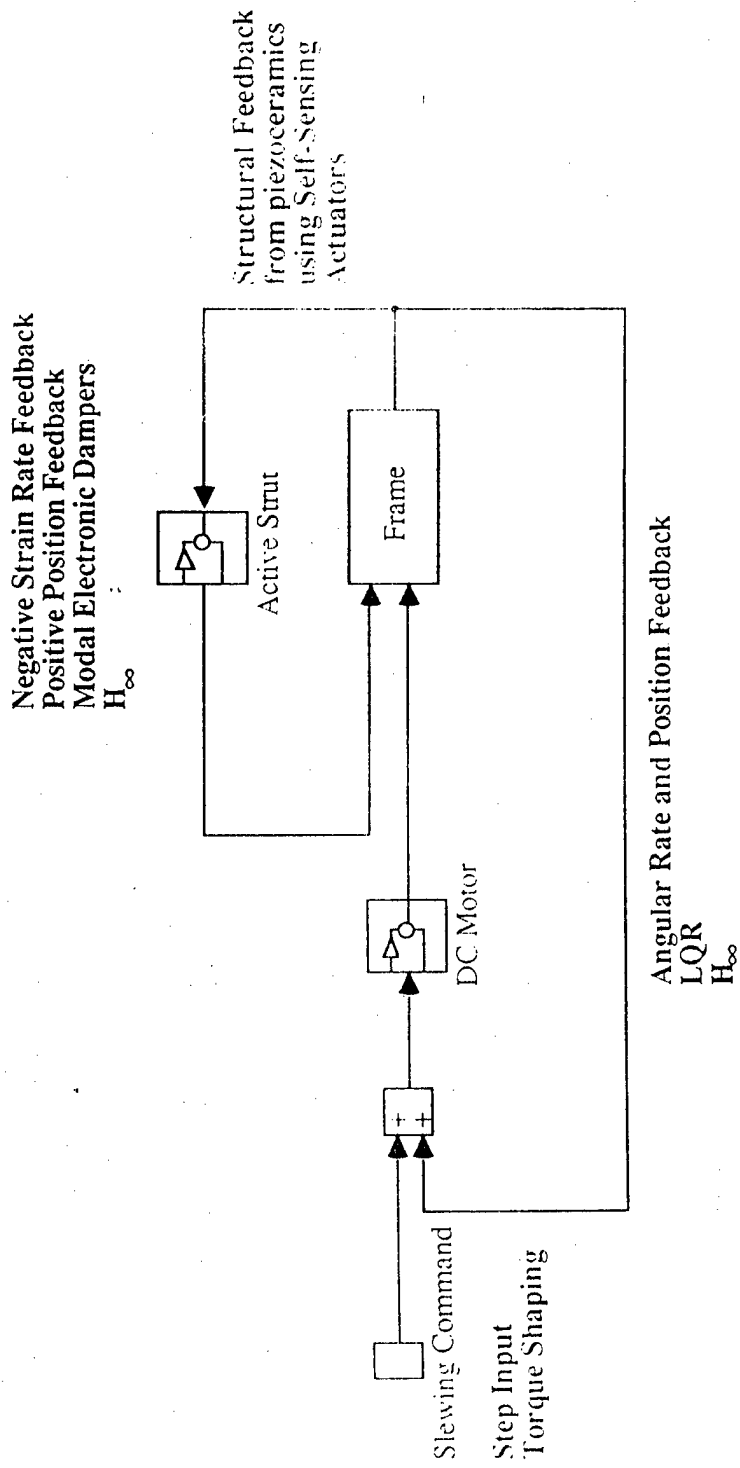 Negative Strain Rate Feedback
Positive Position Feedback
Modal Electronic Dampers
H∞
Structural Feedback
from piezoceramics
using Self-Sensing
Actuators
Active Strut
Frame
DC Motor
+
+
Slewing Command
Step Input
Torque Shaping
Angular Rate and Position Feedback
LQR
H∞